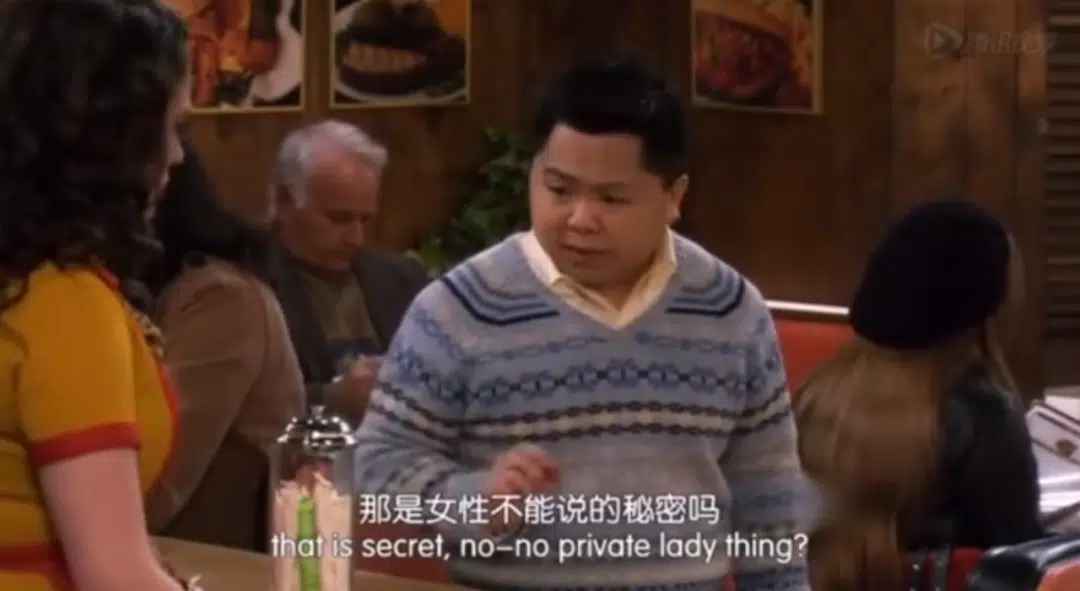 那是女性不能说的秘密吗
that is secret, no-no private lady thing?